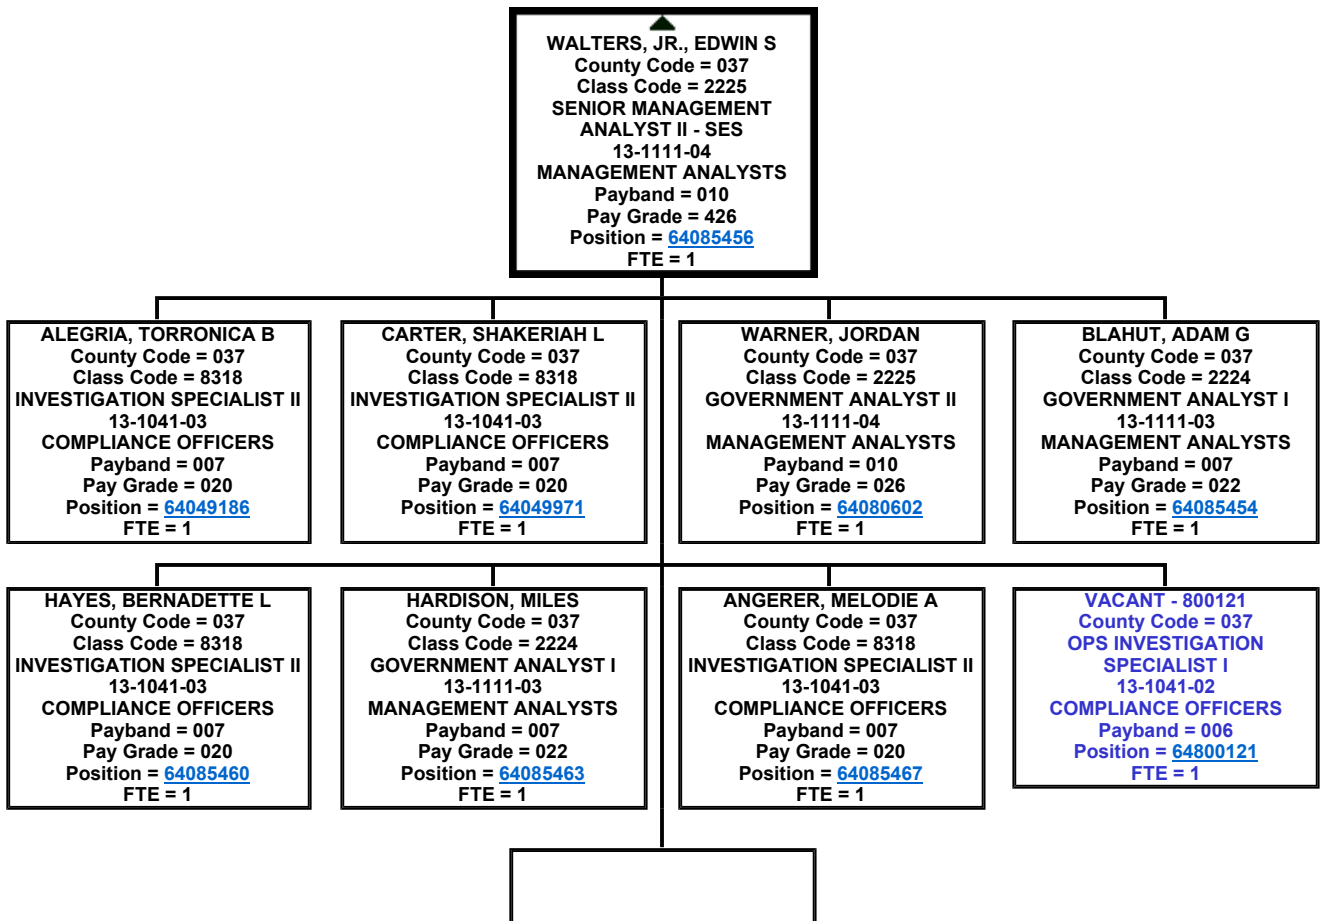 WALTERS, JR., EDWIN S
County Code = 037
Class Code = 2225
SENIOR MANAGEMENT
ANALYST II - SES
13-1111-04
MANAGEMENT ANALYSTS
Payband = 010
Pay Grade = 426
Position = 64085456
FTE = 1
ALEGRIA, TORRONICA B
County Code = 037
Class Code = 8318
INVESTIGATION SPECIALIST II
13-1041-03
COMPLIANCE OFFICERS
Payband = 007
Pay Grade = 020
Position = 64049186
FTE = 1
CARTER, SHAKERIAH L
County Code = 037
Class Code = 8318
INVESTIGATION SPECIALIST II
13-1041-03
COMPLIANCE OFFICERS
Payband = 007
Pay Grade = 020
Position = 64049971
FTE = 1
WARNER, JORDAN
County Code = 037
Class Code = 2225
GOVERNMENT ANALYST II
13-1111-04
MANAGEMENT ANALYSTS
Payband = 010
Pay Grade = 026
Position = 64080602
FTE = 1
BLAHUT, ADAM G
County Code = 037
Class Code = 2224
GOVERNMENT ANALYST I
13-1111-03
MANAGEMENT ANALYSTS
Payband = 007
Pay Grade = 022
Position = 64085454
FTE = 1
HAYES, BERNADETTE L
County Code = 037
Class Code = 8318
INVESTIGATION SPECIALIST II
13-1041-03
COMPLIANCE OFFICERS
Payband = 007
Pay Grade = 020
Position = 64085460
FTE = 1
HARDISON, MILES
County Code = 037
Class Code = 2224
GOVERNMENT ANALYST I
13-1111-03
MANAGEMENT ANALYSTS
Payband = 007
Pay Grade = 022
Position = 64085463
FTE = 1
ANGERER, MELODIE A
County Code = 037
Class Code = 8318
INVESTIGATION SPECIALIST II
13-1041-03
COMPLIANCE OFFICERS
Payband = 007
Pay Grade = 020
Position = 64085467
FTE = 1
VACANT - 800121
County Code = 037
OPS INVESTIGATION
SPECIALIST I
13-1041-02
COMPLIANCE OFFICERS
Payband = 006
Position = 64800121
FTE = 1